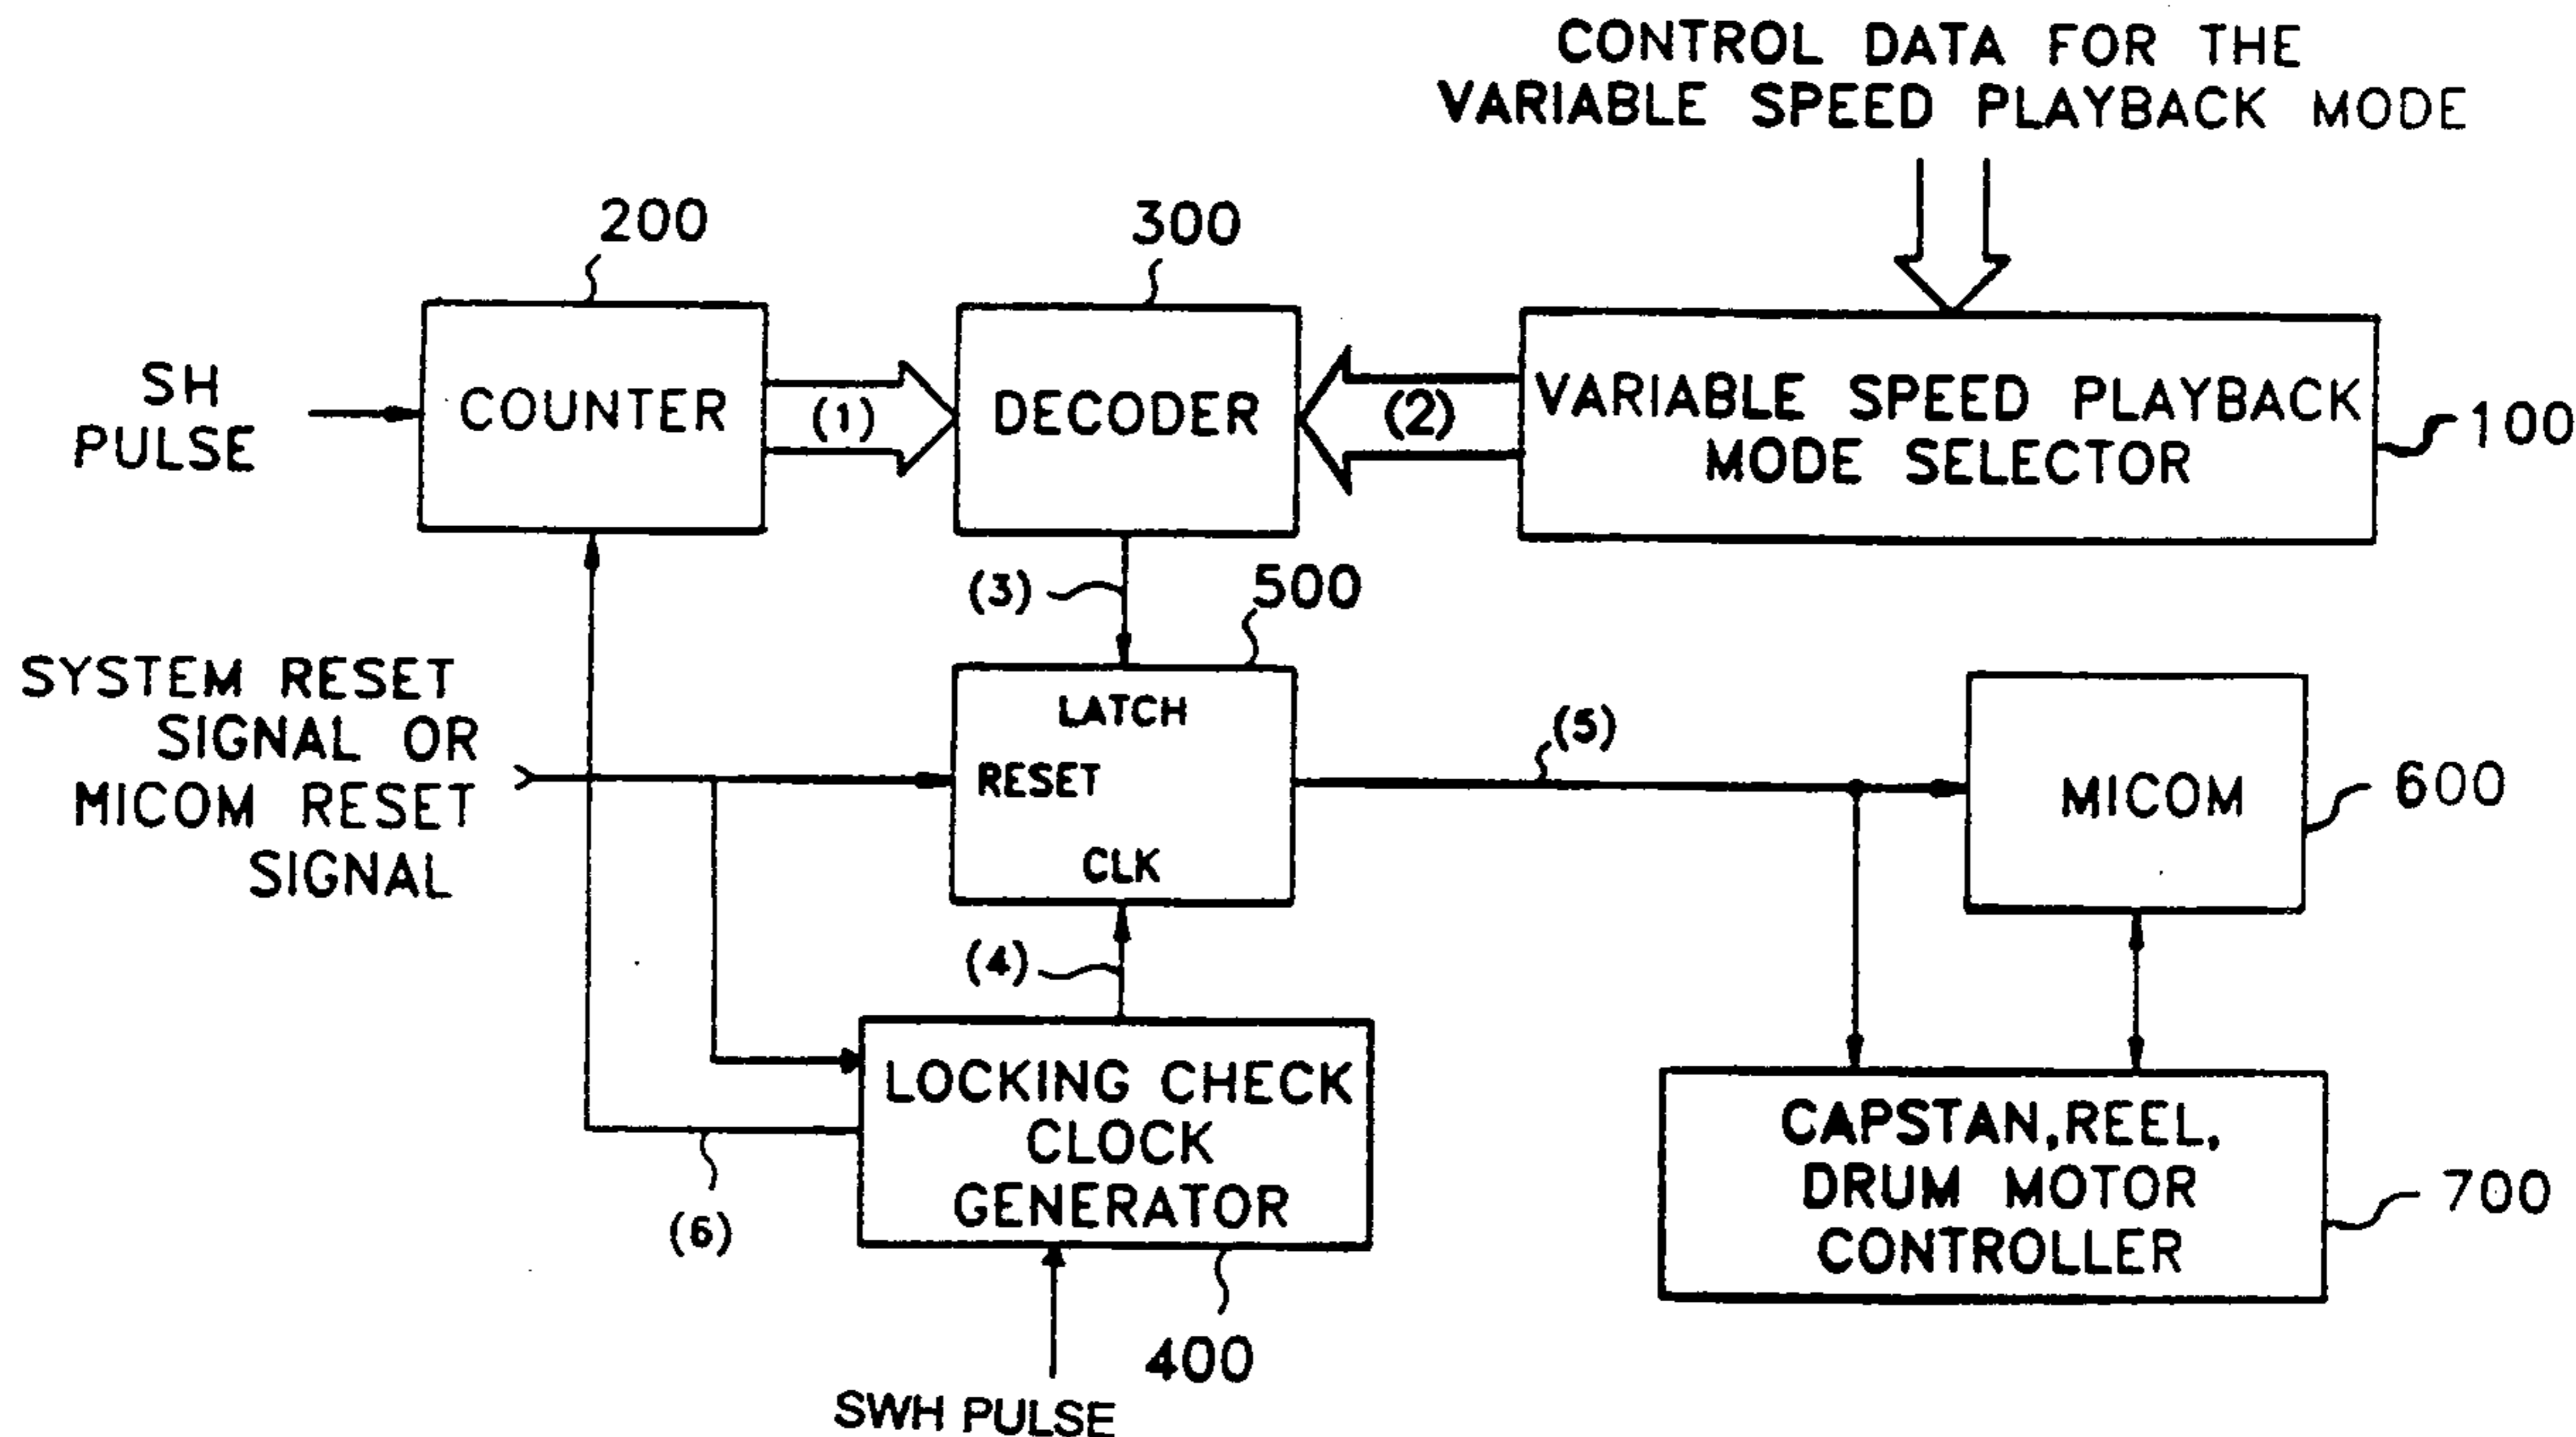 CONTROL DATA FOR THE
VARIABLE SPEED PLAYBACK MODE
200
300
SH
PULSE
COUNTER
(1)
DECODER
(2)
VARIABLE SPEED PLAYBACK
MODE SELECTOR
100
(3)
500
SYSTEM RESET
SIGNAL OR
MICOM RESET
SIGNAL
LATCH
RESET
CLK
(5)
MICOM
600
(4)
LOCKING CHECK
CLOCK
GENERATOR
(6)
CAPSTAN, REEL,
DRUM MOTOR
CONTROLLER
700
400
SWH PULSE